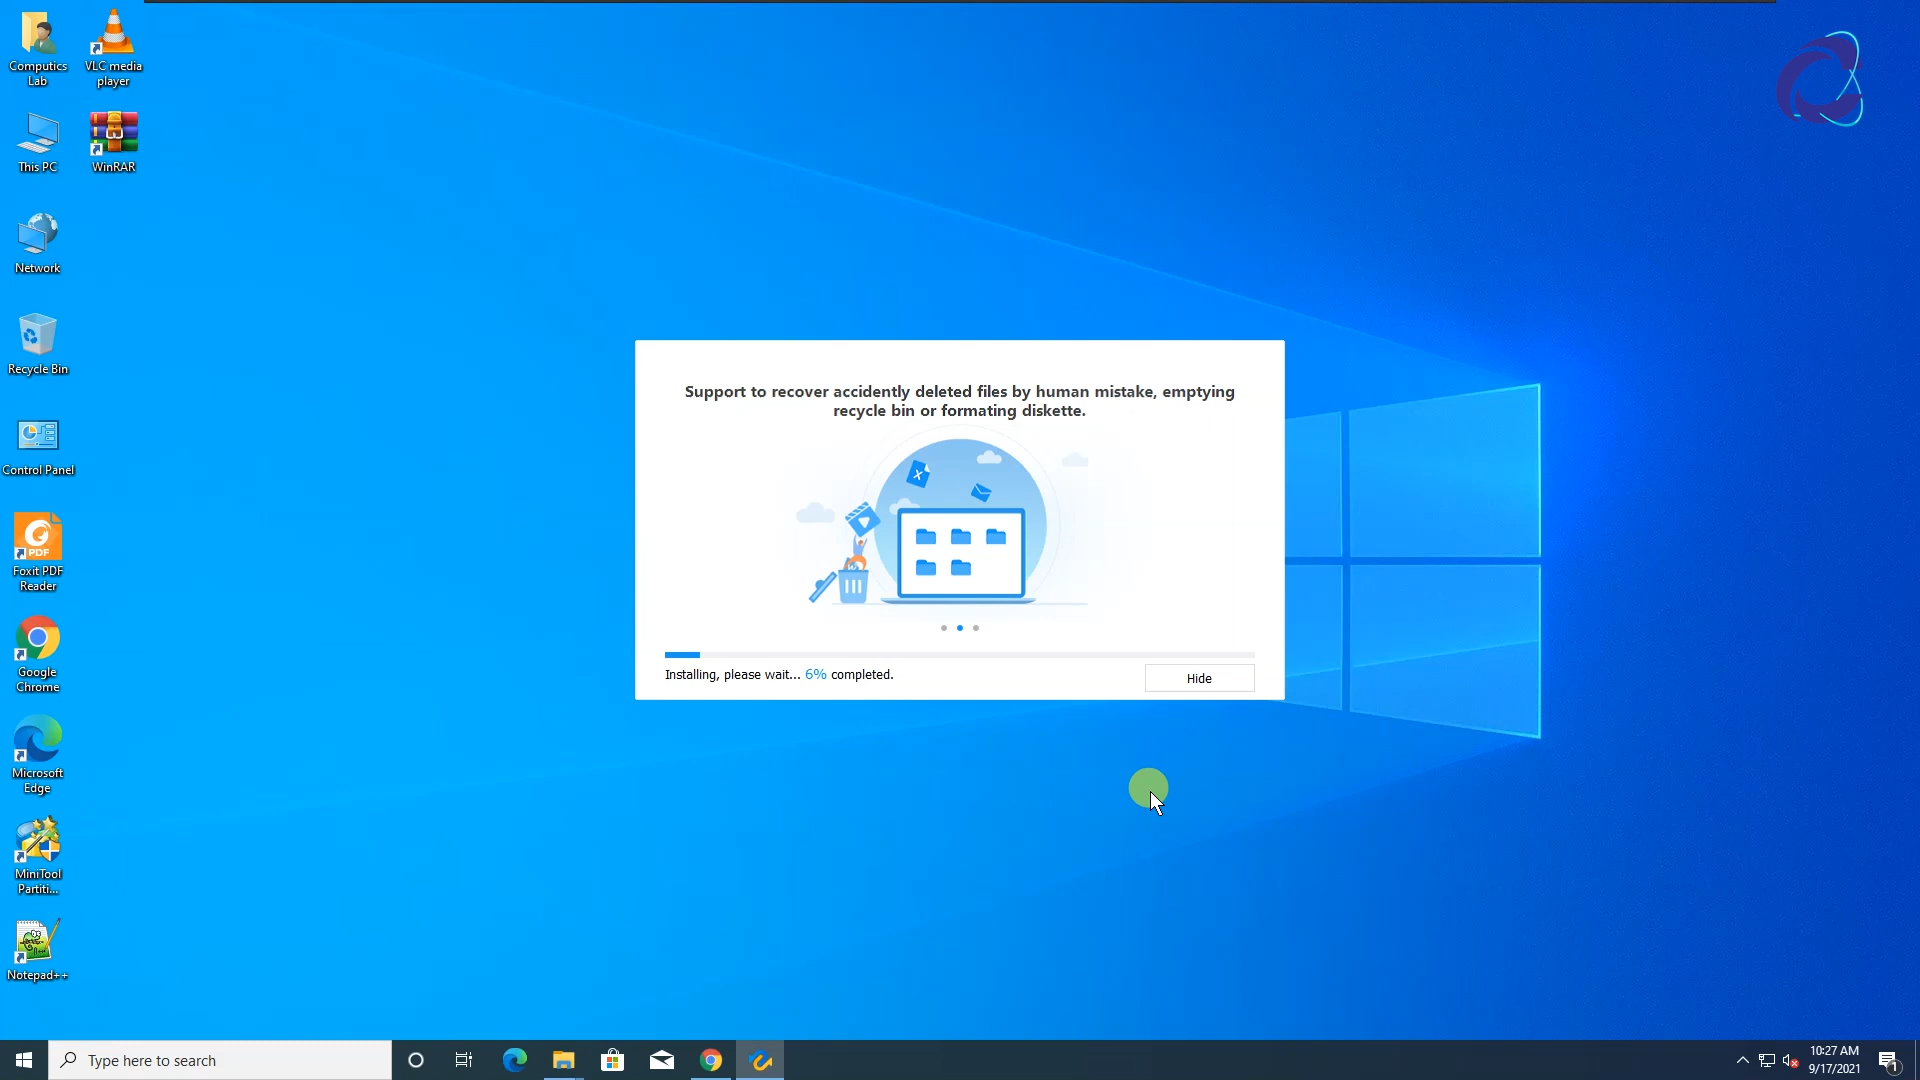 Computics
Lab
VLC media
player
This PC
WinRAR
Network
Recycle Bin
Control Panel
PDF
Foxit PDF
Reader
Google
Chrome
Microsoft
Edge
MiniTool
Partiti...
Notepad++
Support to recover accidently deleted files by human mistake, emptying
recycle bin or formating diskette.
X
Installing, please wait... 6% completed.
Hide
Type here to search
10:27 AM
9/17/2021
1